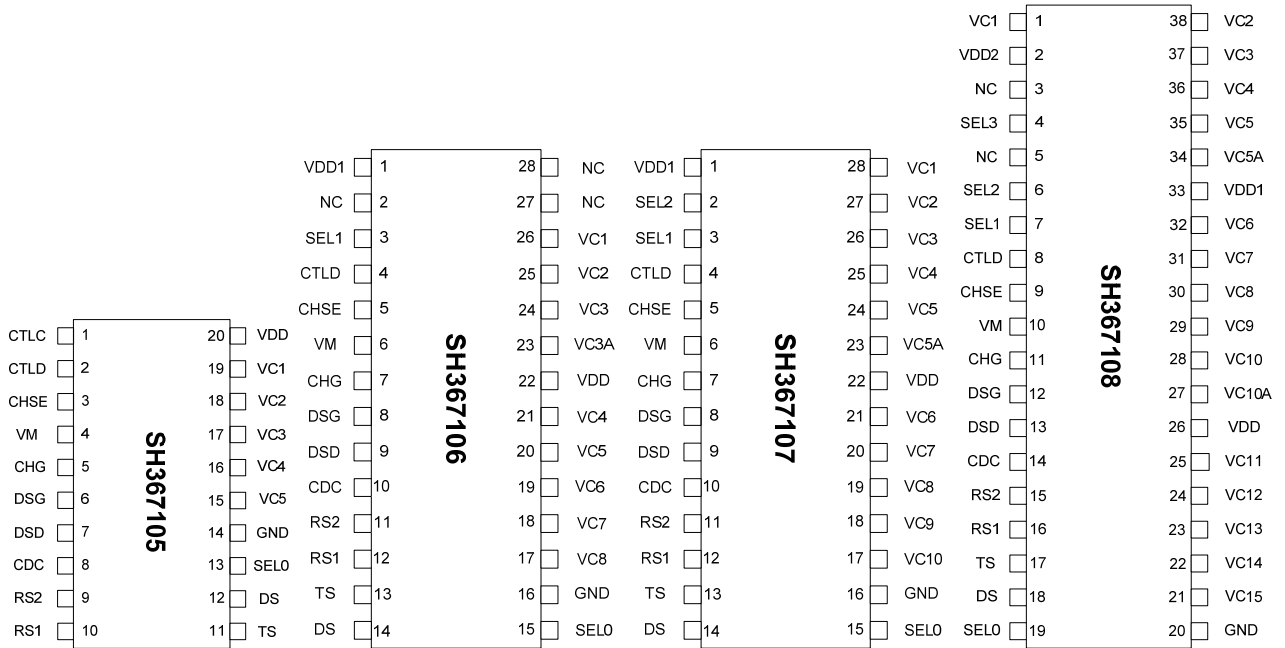 SH367105
CTLC 1 20 VDD
CTLD 2 19 VC1
CHSE 3 18 VC2
VM 4 17 VC3
CHG 5 16 VC4
DSG 6 15 VC5
DSD 7 14 GND
CDC 8 13 SEL0
RS2 9 12 DS
RS1 10 11 TS
SH367106
VDD1 1 28 NC
NC 2 27 NC
SEL1 3 26 VC1
CTLD 4 25 VC2
CHSE 5 24 VC3
VM 6 23 VC3A
CHG 7 22 VDD
DSG 8 21 VC4
DSD 9 20 VC5
CDC 10 19 VC6
RS2 11 18 VC7
RS1 12 17 VC8
TS 13 16 GND
DS 14 15 SEL0
SH367107
VDD1 1 28 VC1
SEL2 2 27 VC2
SEL1 3 26 VC3
CTLD 4 25 VC4
CHSE 5 24 VC5
VM 6 23 VC5A
CHG 7 22 VDD
DSG 8 21 VC6
DSD 9 20 VC7
CDC 10 19 VC8
RS2 11 18 VC9
RS1 12 17 VC10
TS 13 16 GND
DS 14 15 SEL0
SH367108
VC1 1 38 VC2
VDD2 2 37 VC3
NC 3 36 VC4
SEL3 4 35 VC5
NC 5 34 VC5A
SEL2 6 33 VDD1
SEL1 7 32 VC6
CTLD 8 31 VC7
CHSE 9 30 VC8
VM 10 29 VC9
CHG 11 28 VC10
DSG 12 27 VC10A
DSD 13 26 VDD
CDC 14 25 VC11
RS2 15 24 VC12
RS1 16 23 VC13
TS 17 22 VC14
DS 18 21 VC15
SEL0 19 20 GND